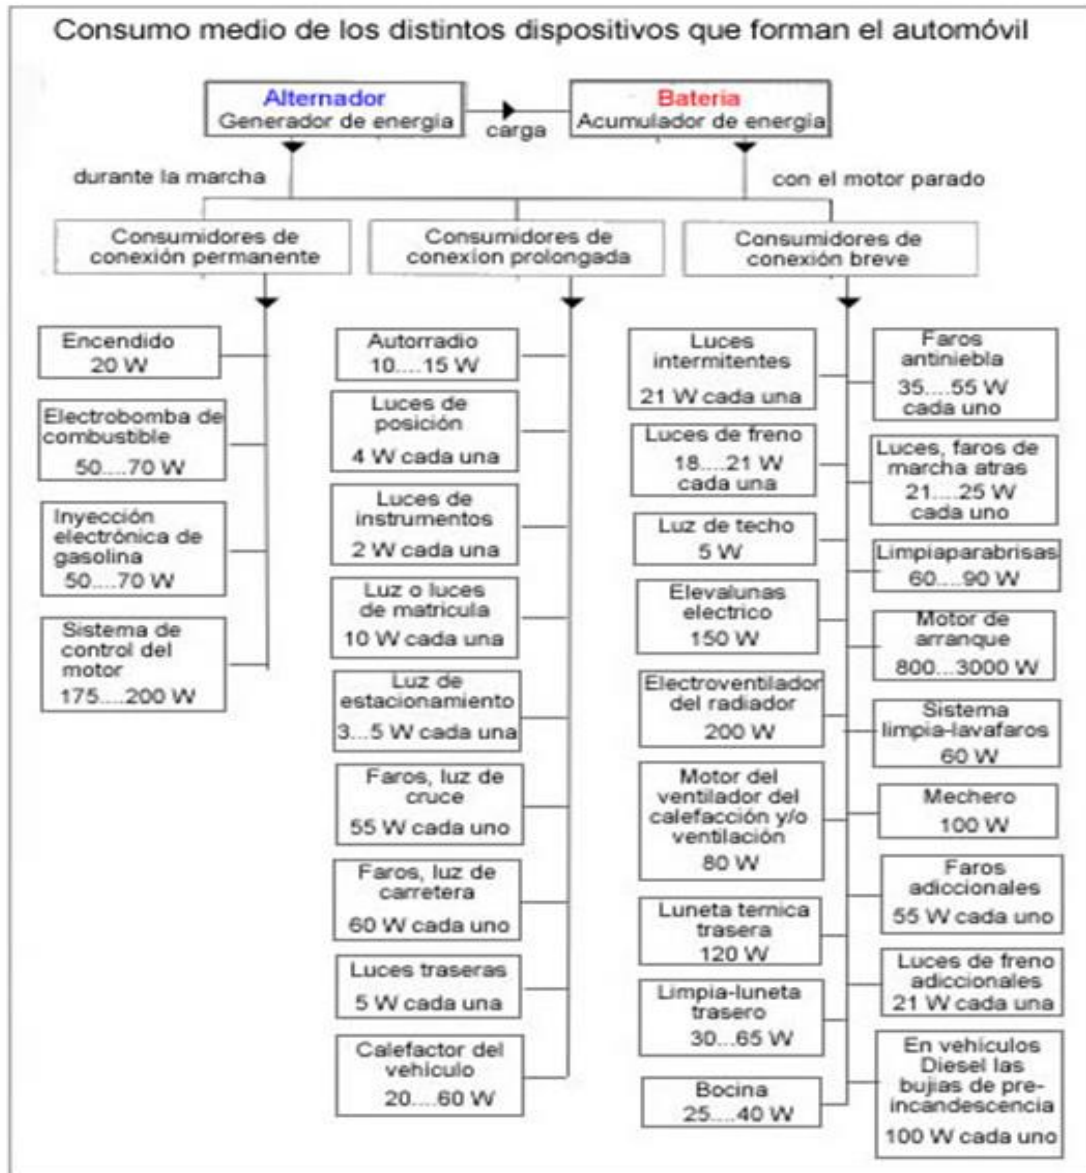 Consumo medio de los distintos dispositivos que forman el automóvil
Alternador
Generador de energía
carga
Bateria
Acumulador de energía
durante la marcha
con el motor parado
Consumidores de
conexión permanente
Consumidores de
conexíon prolongada
Consumidores de
conexión breve
Encendido
20 W
Electrobomba de
combustible
50....70 W
Inyección
electrónica de
gasolina
50....70 W
Sistema de
control del
motor
175....200 W
Autorradio
10....15 W
Luces de
posición
4 W cada una
Luces de
instrumentos
2 W cada una
Luz o luces
de matricula
10 W cada una
Luz de
estacionamiento
3...5 W cada una
Faros, luz de
cruce
55 W cada uno
Faros, luz de
carretera
60 W cada uno
Luces traseras
5 W cada una
Calefactor del
vehículo
20....60 W
Luces
intermitentes
21 W cada una
Luces de freno
18....21 W
cada una
Luz de techo
5 W
Elevalunas
electrico
150 W
Electroventilador
del radiador
200 W
Motor del
ventilador del
calefacción y/o
ventilación
80 W
Luneta ternica
trasera
120 W
Limpia-luneta
trasero
30...65 W
Bocina
25....40 W
Faros
antiniebla
35....55 W
cada uno
Luces, faros de
marcha atras
21....25 W
cada uno
Limpiaparabrisas
60....90 W
Motor de
arranque
800...3000 W
Sistema
limpia-lavafaros
60 W
Mechero
100 W
Faros
adiccionales
55 W cada uno
Luces de freno
adiccionales
21 W cada una
En vehículos
Diesel las
bujias de pre-
incandescencia
100 W cada uno